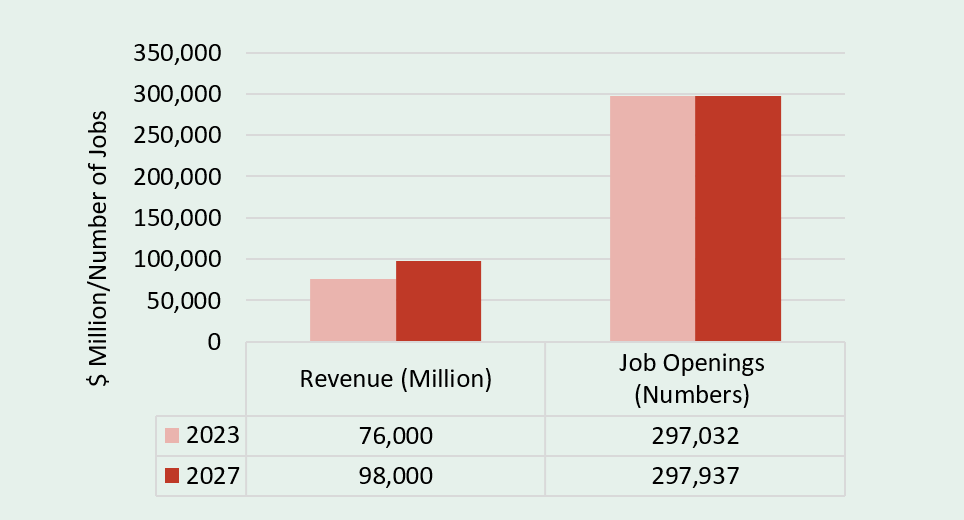 350,000
300,000
250,000
200,000
150,000
100,000
50,000
0
$ Million/Number of Jobs
Revenue (Million)
Job Openings
(Numbers)
2023 76,000 297,032
2027 98,000 297,937